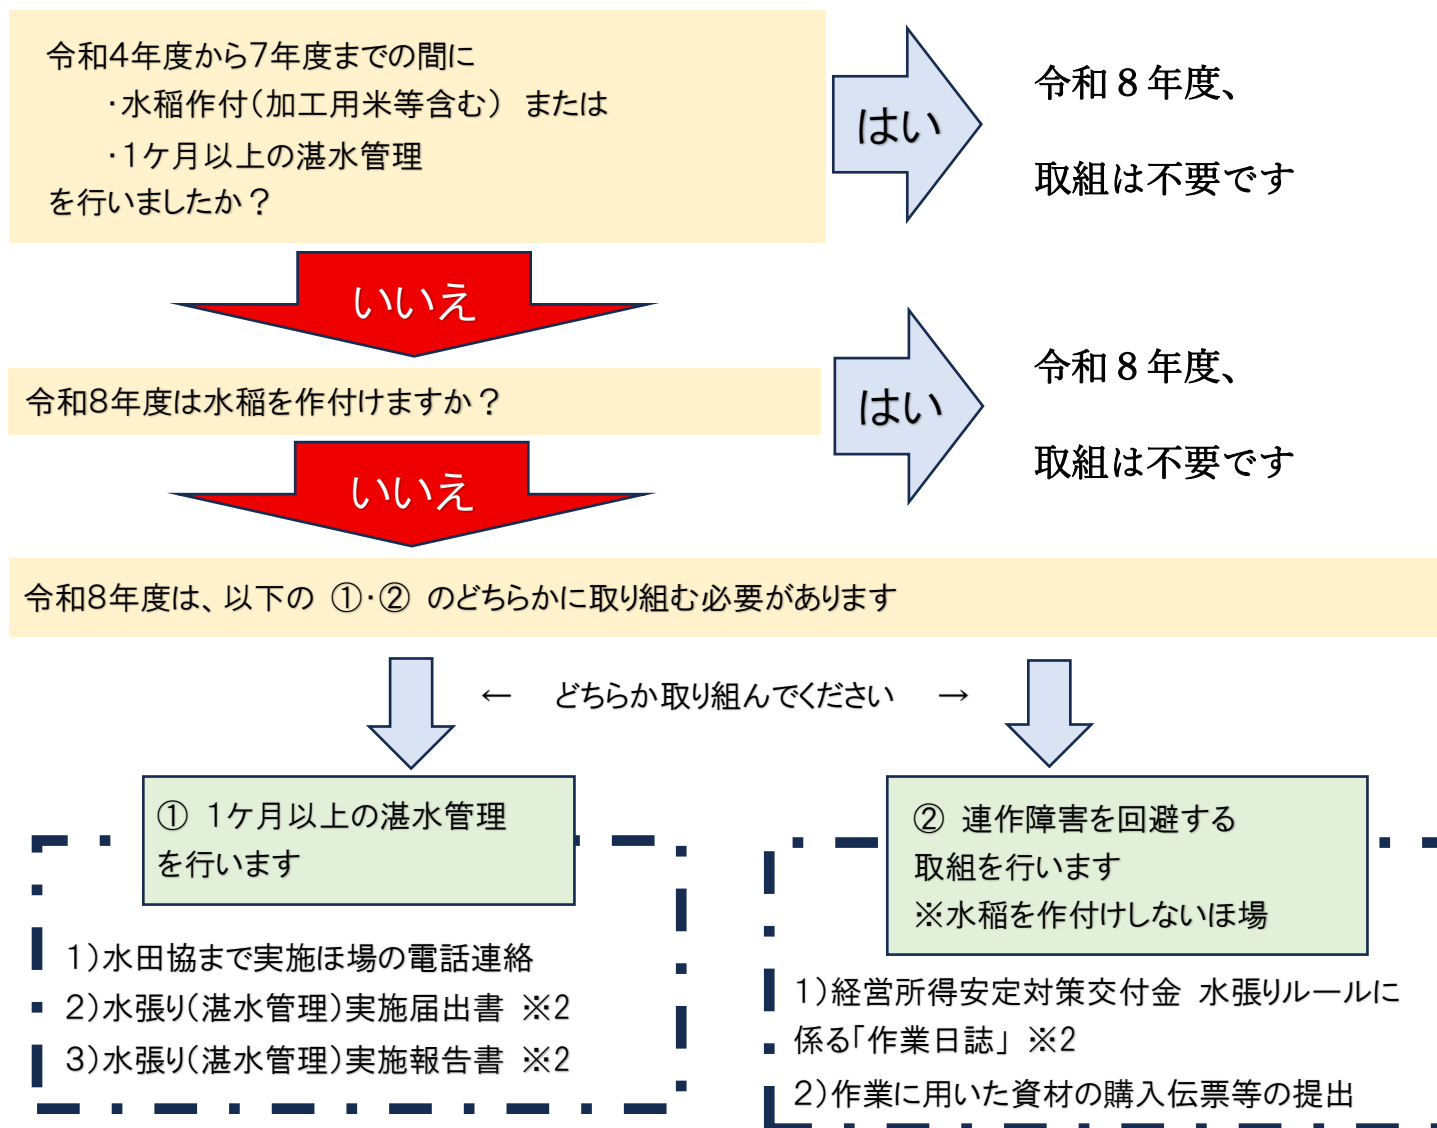 令和4年度から7年度までの間に
・水稲作付(加工用米等含む) または
・1ケ月以上の湛水管理
を行いましたか？
はい
令和８年度、
取組は不要です
いいえ
令和8年度は水稲を作付けますか？
はい
令和８年度、
取組は不要です
いいえ
令和8年度は、以下の ①・② のどちらかに取り組む必要があります
← どちらか取り組んでください →
① 1ケ月以上の湛水管理
を行います
1)水田協まで実施ほ場の電話連絡
2)水張り(湛水管理)実施届出書 ※2
3)水張り(湛水管理)実施報告書 ※2
② 連作障害を回避する
取組を行います
※水稲を作付けしないほ場
1)経営所得安定対策交付金 水張りルールに
係る「作業日誌」 ※2
2)作業に用いた資材の購入伝票等の提出